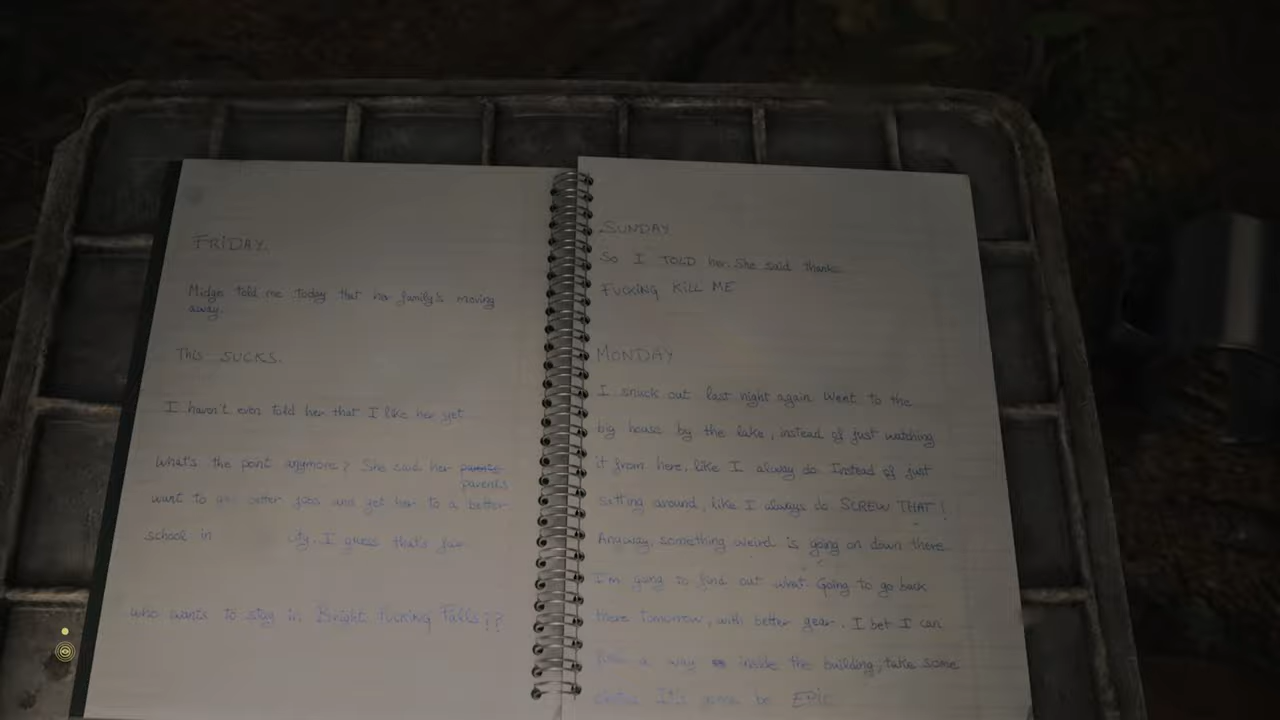 FRIDAY.
Midge told me today that her family's moving
away.
This SUCKS.
I haven't even told her that I like her yet
what's the point anymore? She said her parents
parents
want to better jobs and get her to a better
school in city. I guess that's fair
who wants to stay in Bright Fucking Falls??
SUNDAY
So I TOLD her. She said thank
FUCKING KILL ME
MONDAY
I snuck out last night again Went to the
big house by the lake, instead of just watching
it from here, like I alway do Instead of just
sitting around, like I always do SCREW THAT!
Anyway, something weird is going on down there
I'm going to find out what. Going to go back
there tomorrow, with better gear. I bet I can
a way inside the building, take some
It's gonna be EPIC